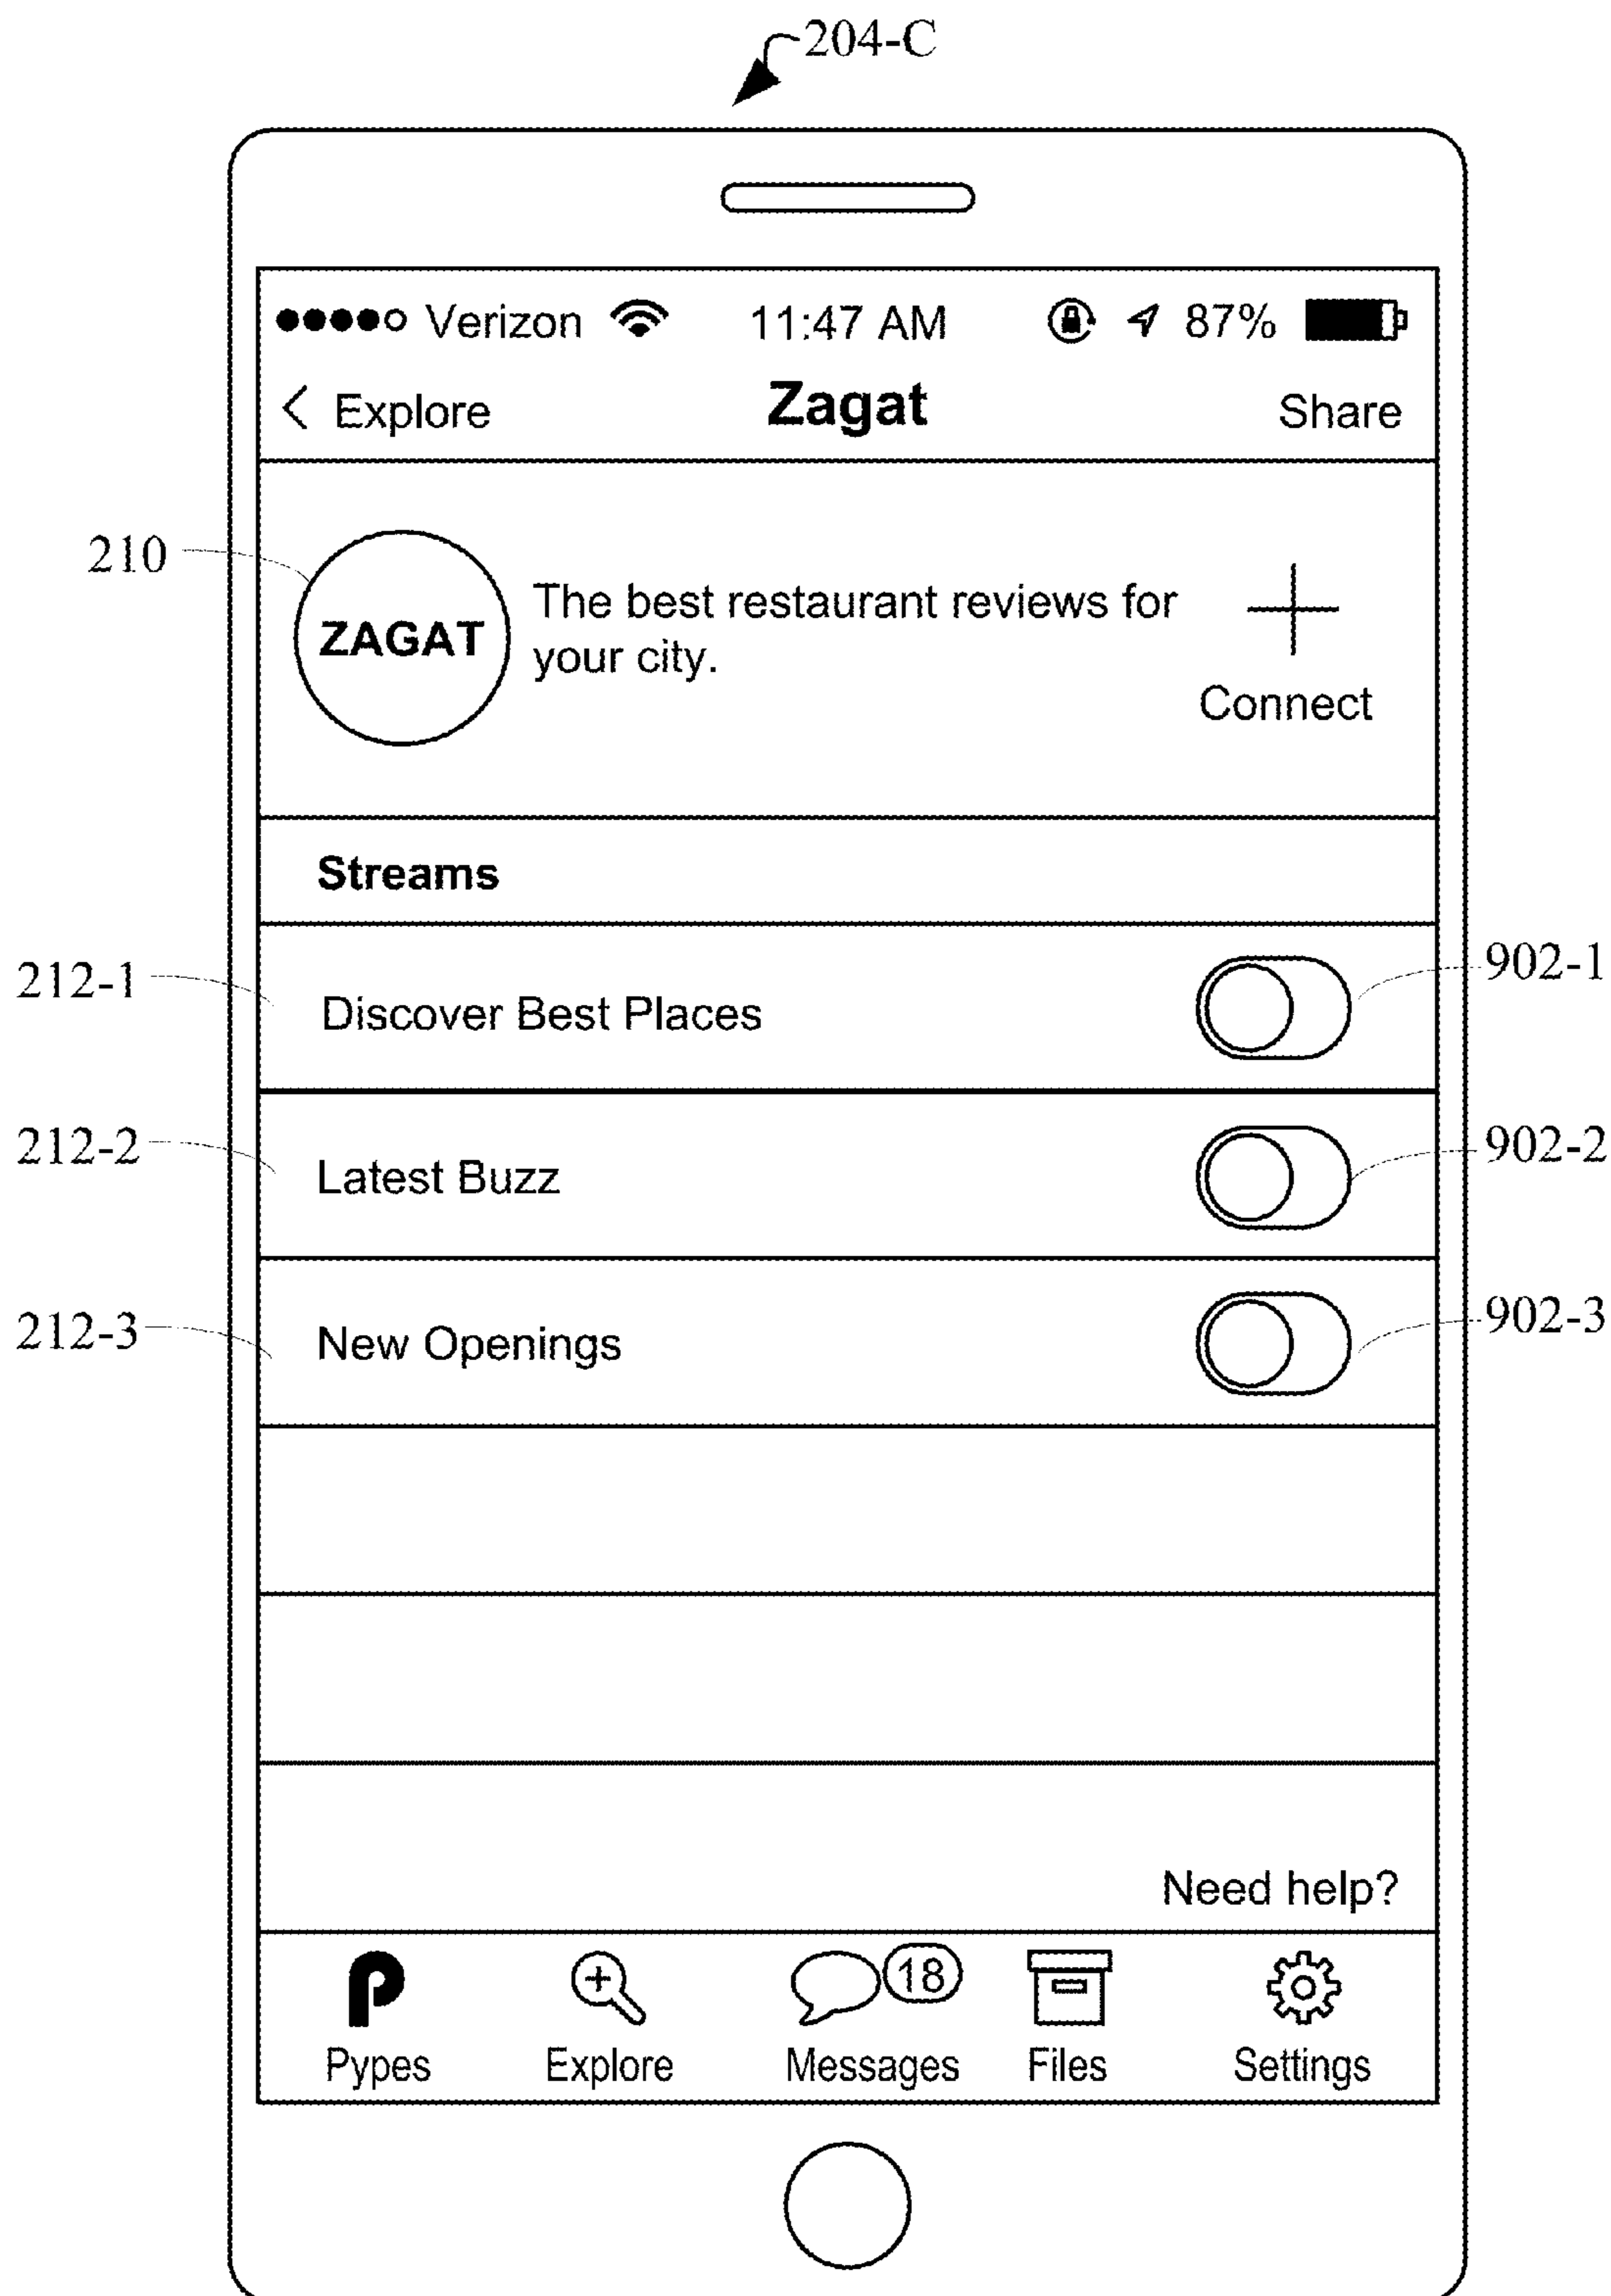 204-C
Verizon 11:47 AM 87%
< Explore Zagat Share
210
ZAGAT
The best restaurant reviews for
your city.
Connect
Streams
212-1 Discover Best Places 902-1
212-2 Latest Buzz 902-2
212-3 New Openings 902-3
Need help?
18
Pypes Explore Messages Files Settings